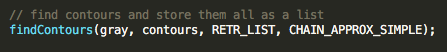 // find contours and store them all as a list
findContours(gray, contours, RETR_LIST, CHAIN_APPROX_SIMPLE);